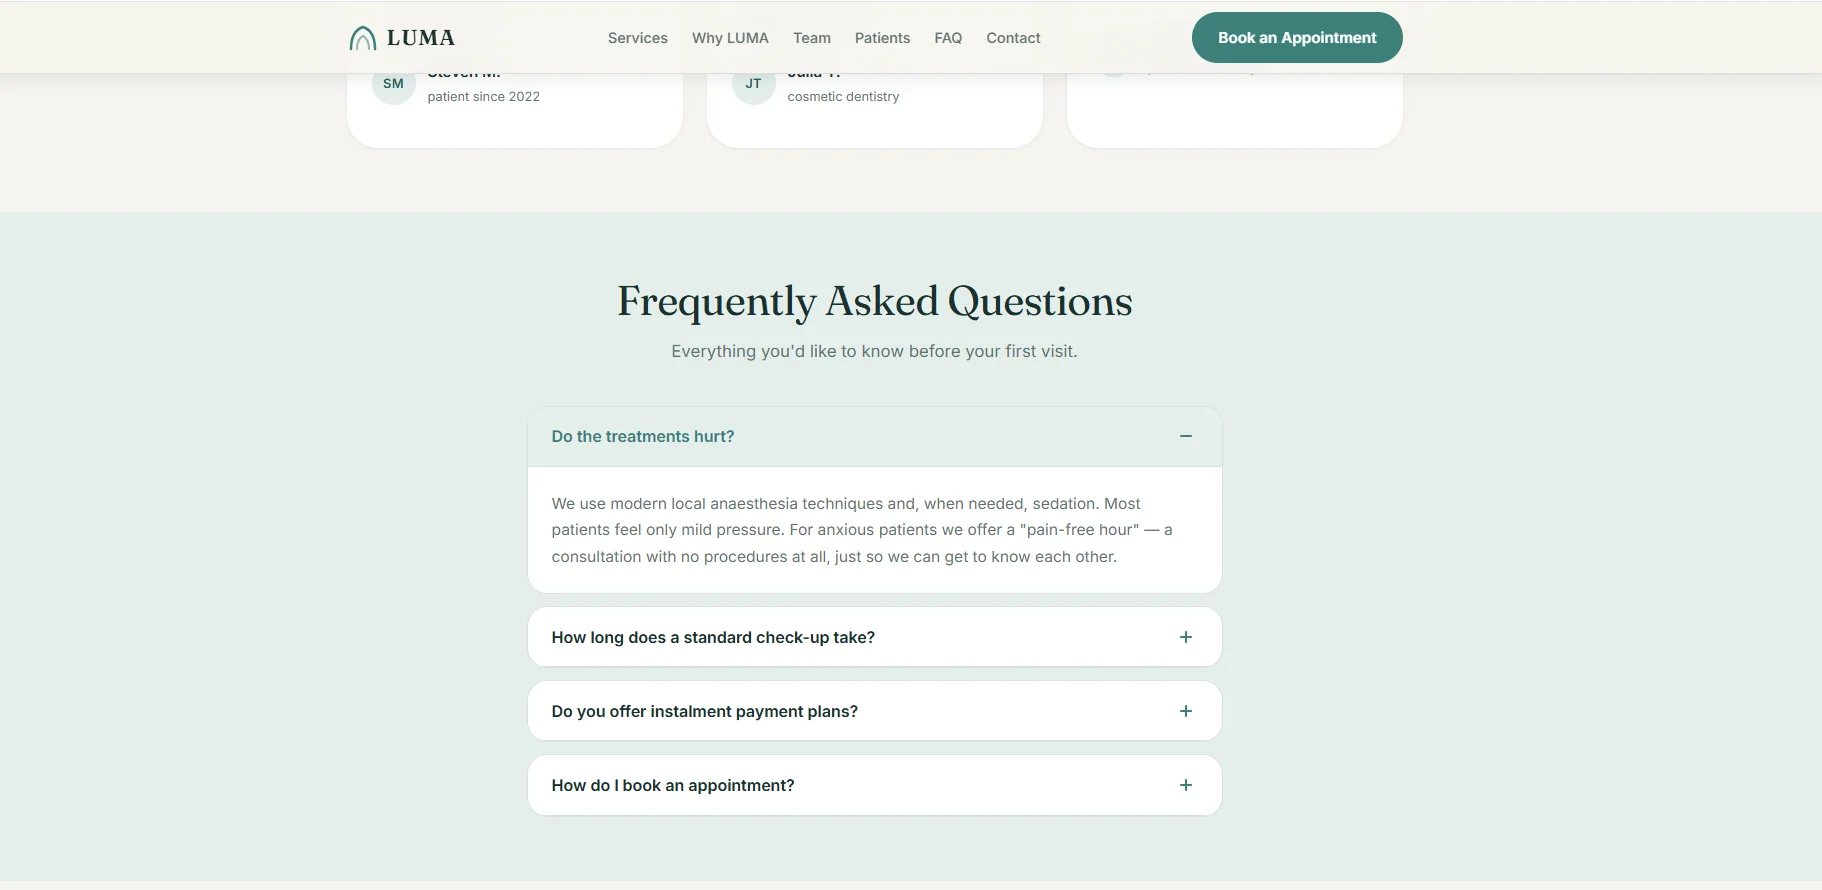 LUMA
Services
Why LUMA
Team
Patients
FAQ
Contact
Book an Appointment
SM
Steven M.
patient since 2022
JT
Julia T.
cosmetic dentistry
Frequently Asked Questions
Everything you'd like to know before your first visit.
Do the treatments hurt?
We use modern local anaesthesia techniques and, when needed, sedation. Most
patients feel only mild pressure. For anxious patients we offer a "pain-free hour" — a
consultation with no procedures at all, just so we can get to know each other.
How long does a standard check-up take?
Do you offer instalment payment plans?
How do I book an appointment?